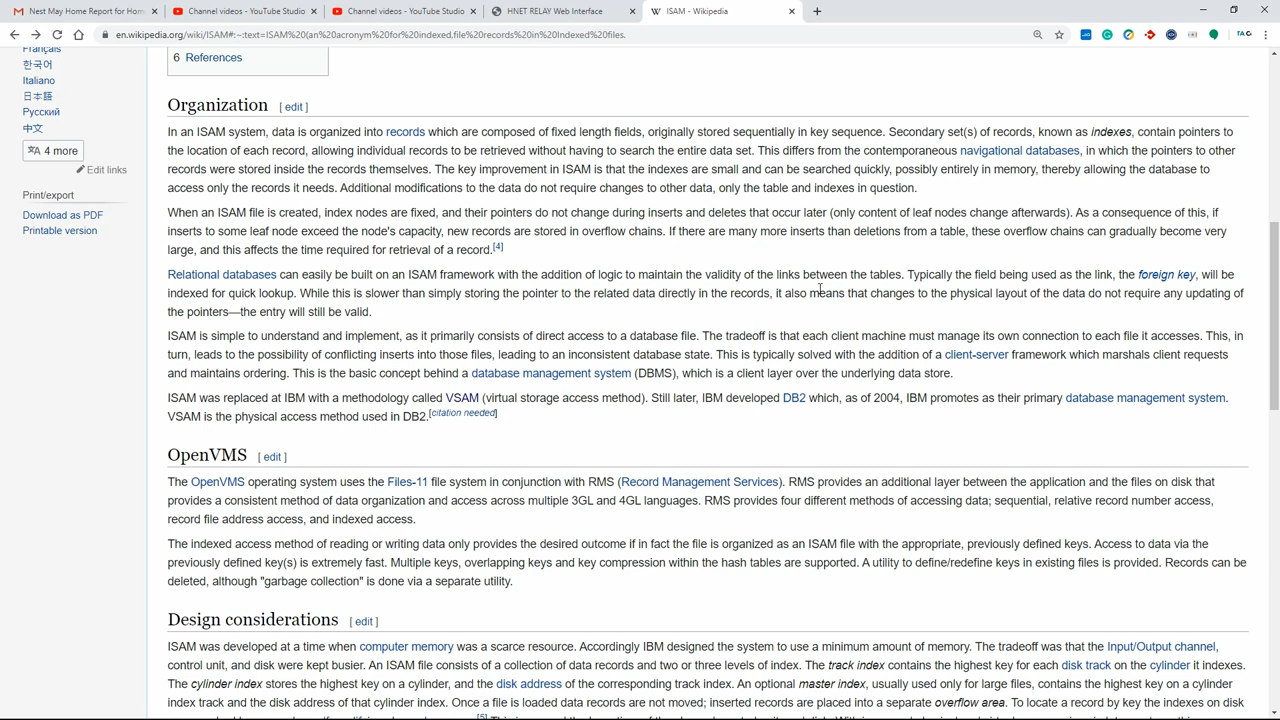 Nest May Home Report for Hom
Channel videos - YouTube Studio
Channel videos - YouTube Studio
HNET RELAY Web Interface
ISAM - Wikipedia
en.wikipedia.org/wiki/ISAM#:~:text=ISAM%20(an%20acronym%20for%20indexed,file%20records%20in%20Indexed%20files.
Français
한국어
Italiano
日本語
Русский
中文
4 more
Edit links
Print/export
Download as PDF
Printable version
6 References
Organization [ edit ]
In an ISAM system, data is organized into records which are composed of fixed length fields, originally stored sequentially in key sequence. Secondary set(s) of records, known as indexes, contain pointers to
the location of each record, allowing individual records to be retrieved without having to search the entire data set. This differs from the contemporaneous navigational databases, in which the pointers to other
records were stored inside the records themselves. The key improvement in ISAM is that the indexes are small and can be searched quickly, possibly entirely in memory, thereby allowing the database to
access only the records it needs. Additional modifications to the data do not require changes to other data, only the table and indexes in question.
When an ISAM file is created, index nodes are fixed, and their pointers do not change during inserts and deletes that occur later (only content of leaf nodes change afterwards). As a consequence of this, if
inserts to some leaf node exceed the node's capacity, new records are stored in overflow chains. If there are many more inserts than deletions from a table, these overflow chains can gradually become very
large, and this affects the time required for retrieval of a record.[4]
Relational databases can easily be built on an ISAM framework with the addition of logic to maintain the validity of the links between the tables. Typically the field being used as the link, the foreign key, will be
indexed for quick lookup. While this is slower than simply storing the pointer to the related data directly in the records, it also means that changes to the physical layout of the data do not require any updating of
the pointers—the entry will still be valid.
ISAM is simple to understand and implement, as it primarily consists of direct access to a database file. The tradeoff is that each client machine must manage its own connection to each file it accesses. This, in
turn, leads to the possibility of conflicting inserts into those files, leading to an inconsistent database state. This is typically solved with the addition of a client-server framework which marshals client requests
and maintains ordering. This is the basic concept behind a database management system (DBMS), which is a client layer over the underlying data store.
ISAM was replaced at IBM with a methodology called VSAM (virtual storage access method). Still later, IBM developed DB2 which, as of 2004, IBM promotes as their primary database management system.
VSAM is the physical access method used in DB2.[citation needed]
OpenVMS [ edit ]
The OpenVMS operating system uses the Files-11 file system in conjunction with RMS (Record Management Services). RMS provides an additional layer between the application and the files on disk that
provides a consistent method of data organization and access across multiple 3GL and 4GL languages. RMS provides four different methods of accessing data; sequential, relative record number access,
record file address access, and indexed access.
The indexed access method of reading or writing data only provides the desired outcome if in fact the file is organized as an ISAM file with the appropriate, previously defined keys. Access to data via the
previously defined key(s) is extremely fast. Multiple keys, overlapping keys and key compression within the hash tables are supported. A utility to define/redefine keys in existing files is provided. Records can be
deleted, although "garbage collection" is done via a separate utility.
Design considerations [ edit ]
ISAM was developed at a time when computer memory was a scarce resource. Accordingly IBM designed the system to use a minimum amount of memory. The tradeoff was that the Input/Output channel,
control unit, and disk were kept busier. An ISAM file consists of a collection of data records and two or three levels of index. The track index contains the highest key for each disk track on the cylinder it indexes.
The cylinder index stores the highest key on a cylinder, and the disk address of the corresponding track index. An optional master index, usually used only for large files, contains the highest key on a cylinder
index track and the disk address of that cylinder index. Once a file is loaded data records are not moved; inserted records are placed into a separate overflow area. To locate a record by key the indexes on disk